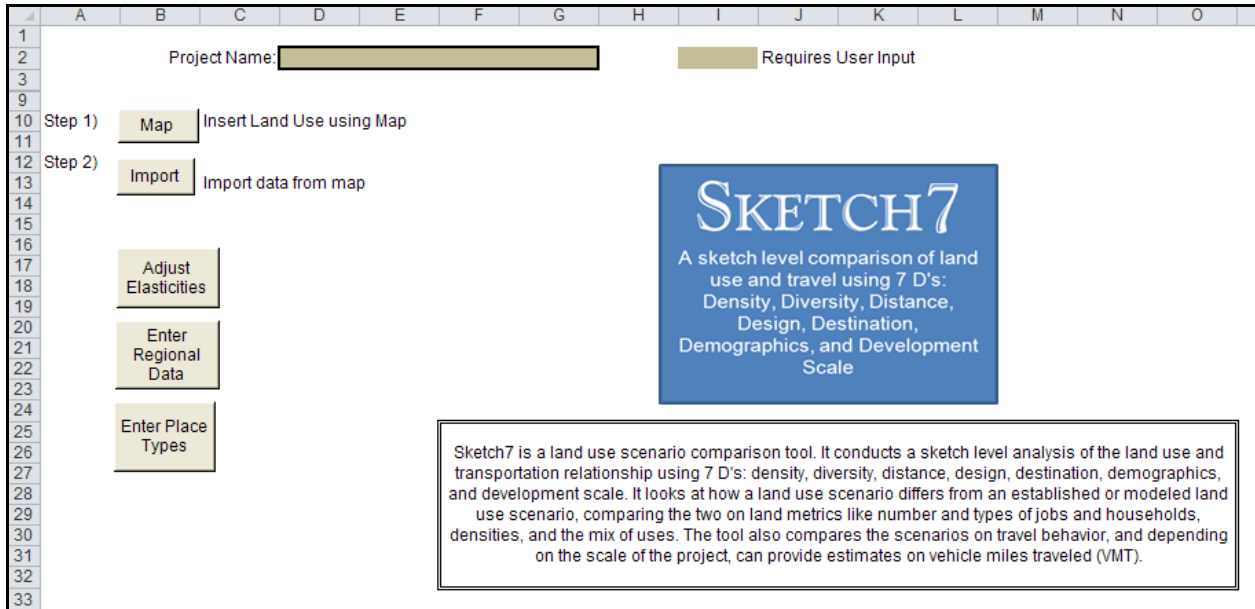 A B C D E F G H I J K L M N O
1
2 Project Name: Requires User Input
3
9
10 Step 1) Map Insert Land Use using Map
11
12 Step 2)
Import
13 Import data from map
14
15
16
17
18
19
20
21
22
23
24
25
26
27
28
29
30
31
32
33
Adjust
Elasticities
Enter
Regional
Data
Enter Place
Types
SKETCH7
A sketch level comparison of land
use and travel using 7 D's:
Density, Diversity, Distance,
Design, Destination,
Demographics, and Development
Scale
Sketch7 is a land use scenario comparison tool. It conducts a sketch level analysis of the land use and
transportation relationship using 7 D's: density, diversity, distance, design, destination, demographics,
and development scale. It looks at how a land use scenario differs from an established or modeled land
use scenario, comparing the two on land metrics like number and types of jobs and households,
densities, and the mix of uses. The tool also compares the scenarios on travel behavior, and depending
on the scale of the project, can provide estimates on vehicle miles traveled (VMT).